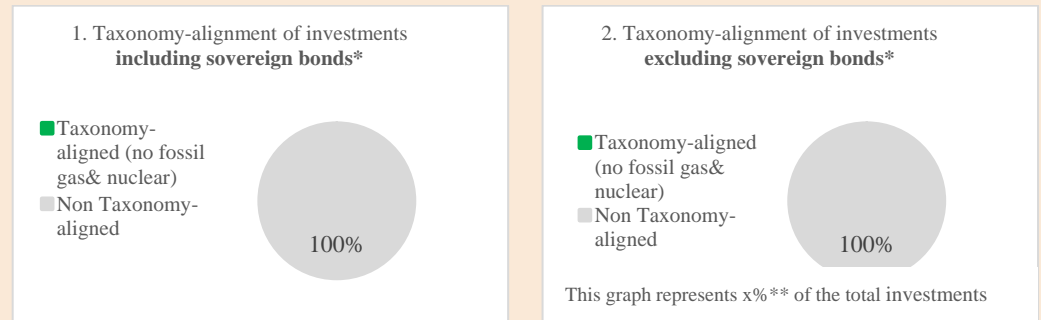 1. Taxonomy-alignment of investments
including sovereign bonds*
Taxonomy-
aligned (no fossil
gas& nuclear)
Non Taxonomy-
aligned
100%
2. Taxonomy-alignment of investments
excluding sovereign bonds*
Taxonomy-aligned
(no fossil gas&
nuclear)
Non Taxonomy-
aligned
100%
This graph represents x%** of the total investments